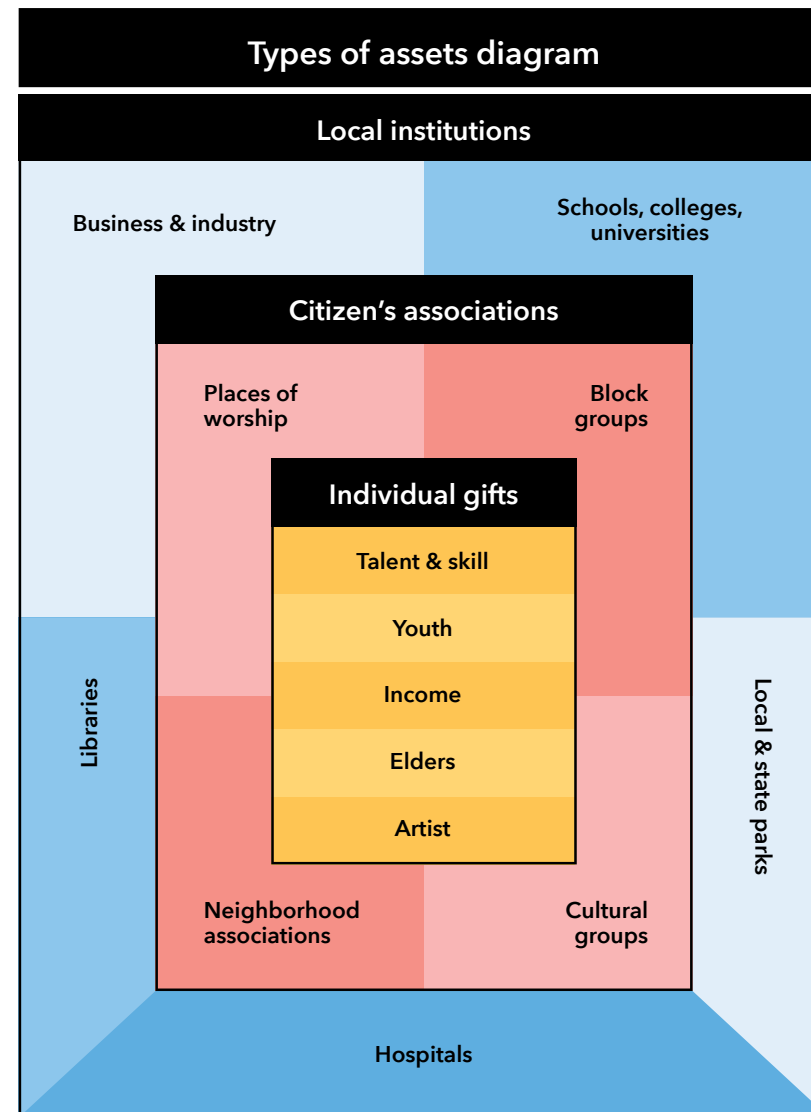 Types of assets diagram
Local institutions
Business & industry
Schools, colleges,
universities
Citizen’s associations
Places of
worship
Block
groups
Individual gifts
Talent & skill
Youth
Income
Elders
Artist
Libraries
Local & state parks
Neighborhood
associations
Cultural
groups
Hospitals